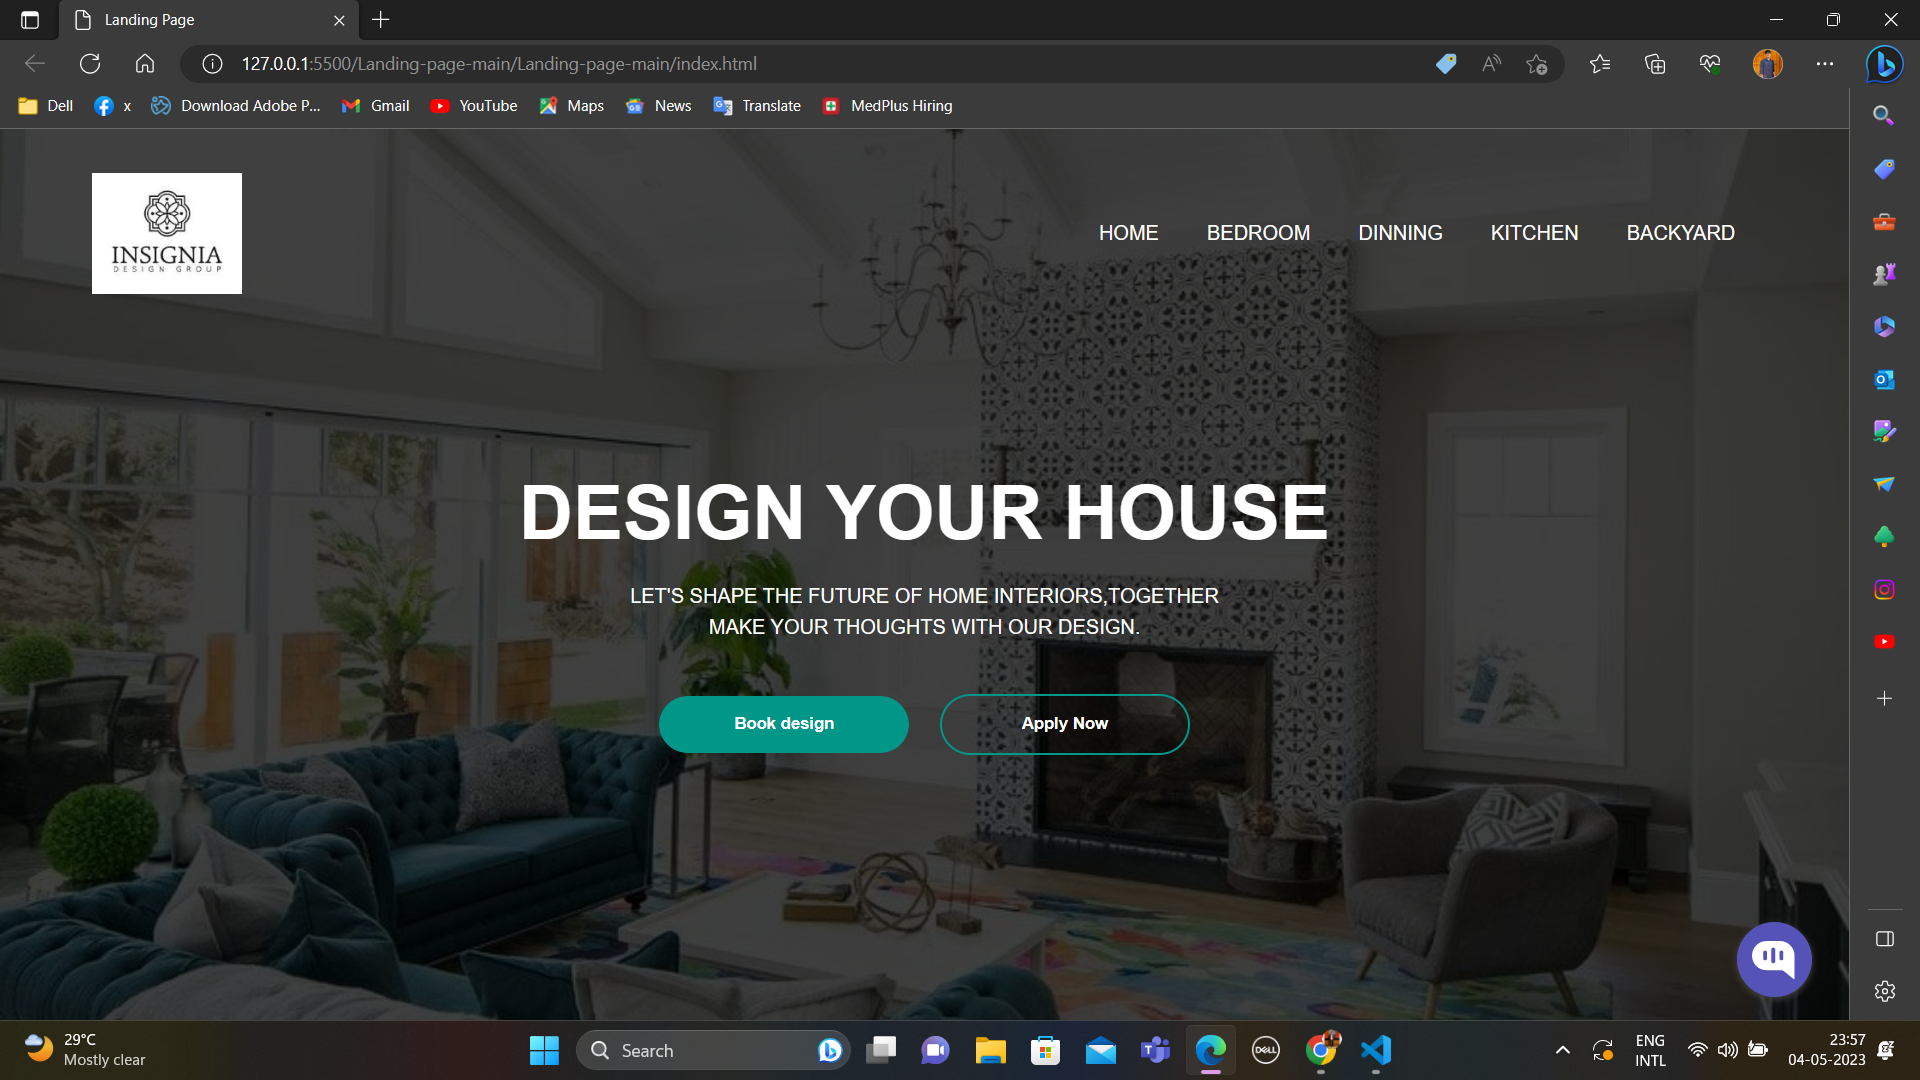 Landing Page
127.0.0.1:5500/Landing-page-main/Landing-page-main/index.html
Dell
x
Download Adobe P...
Gmail
YouTube
Maps
News
Translate
MedPlus Hiring
INSIGNIA
DESIGN GROUP
HOME
BEDROOM
DINNING
KITCHEN
BACKYARD
DESIGN YOUR HOUSE
LET'S SHAPE THE FUTURE OF HOME INTERIORS,TOGETHER
MAKE YOUR THOUGHTS WITH OUR DESIGN.
Book design
Apply Now
29°C
Mostly clear
Search
DELL
ENG
INTL
23:57
04-05-2023